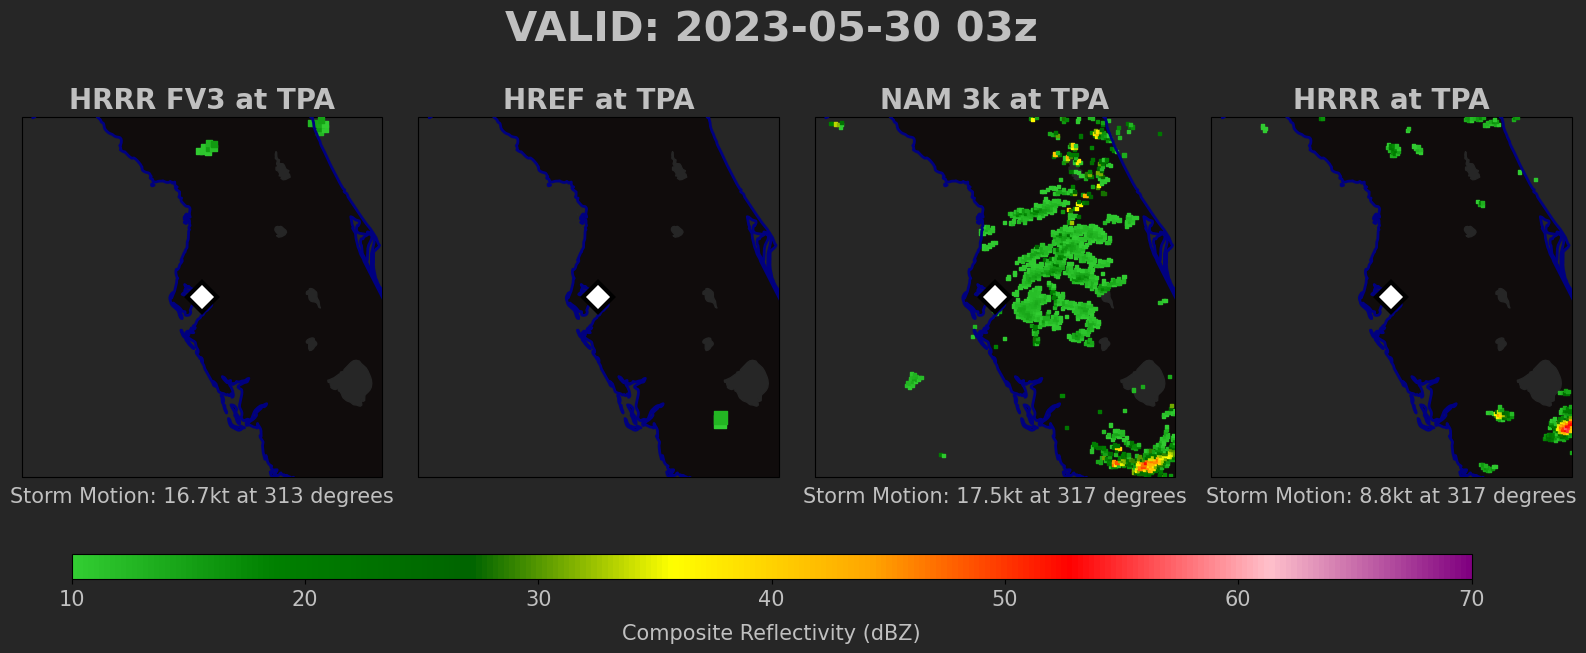 VALID: 2023-05-30 03z
HRRR FV3 at TPA
HREF at TPA
NAM 3k at TPA
HRRR at TPA
Storm Motion: 16.7kt at 313 degrees
Storm Motion: 17.5kt at 317 degrees
Storm Motion: 8.8kt at 317 degrees
10 20 30 40 50 60 70
Composite Reflectivity (dBZ)